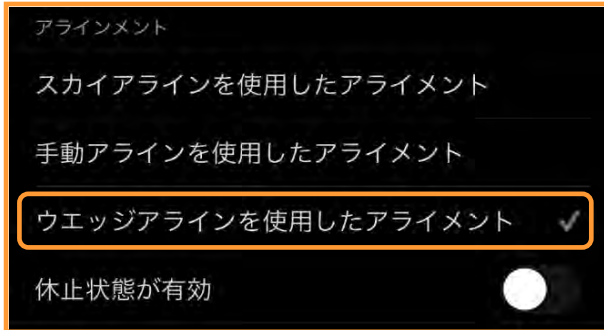 アラインメント
スカイアラインを使用したアライメント
手動アラインを使用したアライメント
ウエッジアラインを使用したアライメント
休止状態が有効